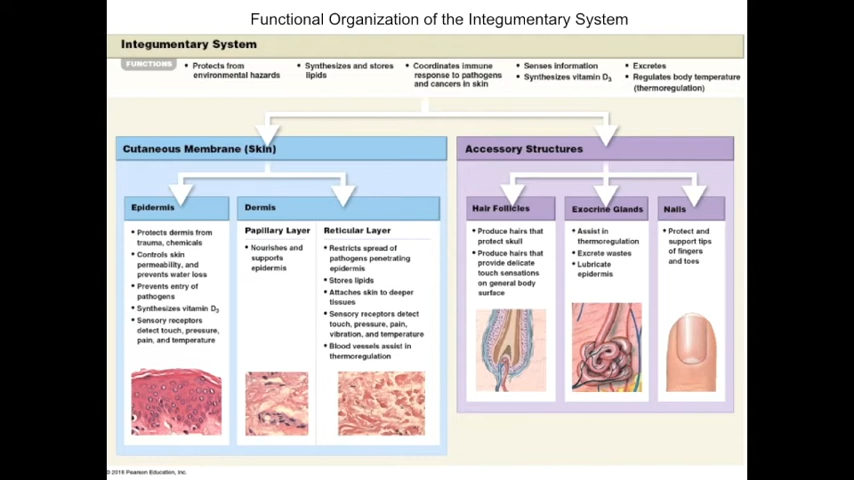 Functional Organization of the Integumentary System
Integumentary System
FUNCTIONS
• Protects from
environmental hazards
• Synthesizes and stores
lipids
• Coordinates immune
response to pathogens
and cancers in skin
• Senses information
• Synthesizes vitamin D3
• Excretes
• Regulates body temperature
(thermoregulation)
Cutaneous Membrane (Skin)
Epidermis
• Protects dermis from
trauma, chemicals
• Controls skin
permeability, and
prevents water loss
• Prevents entry of
pathogens
• Synthesizes vitamin D3
• Sensory receptors
detect touch, pressure,
pain, and temperature
Dermis
Papillary Layer
• Nourishes and
supports
epidermis
Reticular Layer
• Restricts spread of
pathogens penetrating
epidermis
• Stores lipids
• Attaches skin to deeper
tissues
• Sensory receptors detect
touch, pressure, pain,
vibration, and temperature
• Blood vessels assist in
thermoregulation
Accessory Structures
Hair Follicles
• Produce hairs that
protect skull
• Produce hairs that
provide delicate
touch sensations
on general body
surface
Exocrine Glands
• Assist in
thermoregulation
• Excrete wastes
• Lubricate
epidermis
Nails
• Protect and
support tips
of fingers
and toes
© 2016 Pearson Education, Inc.